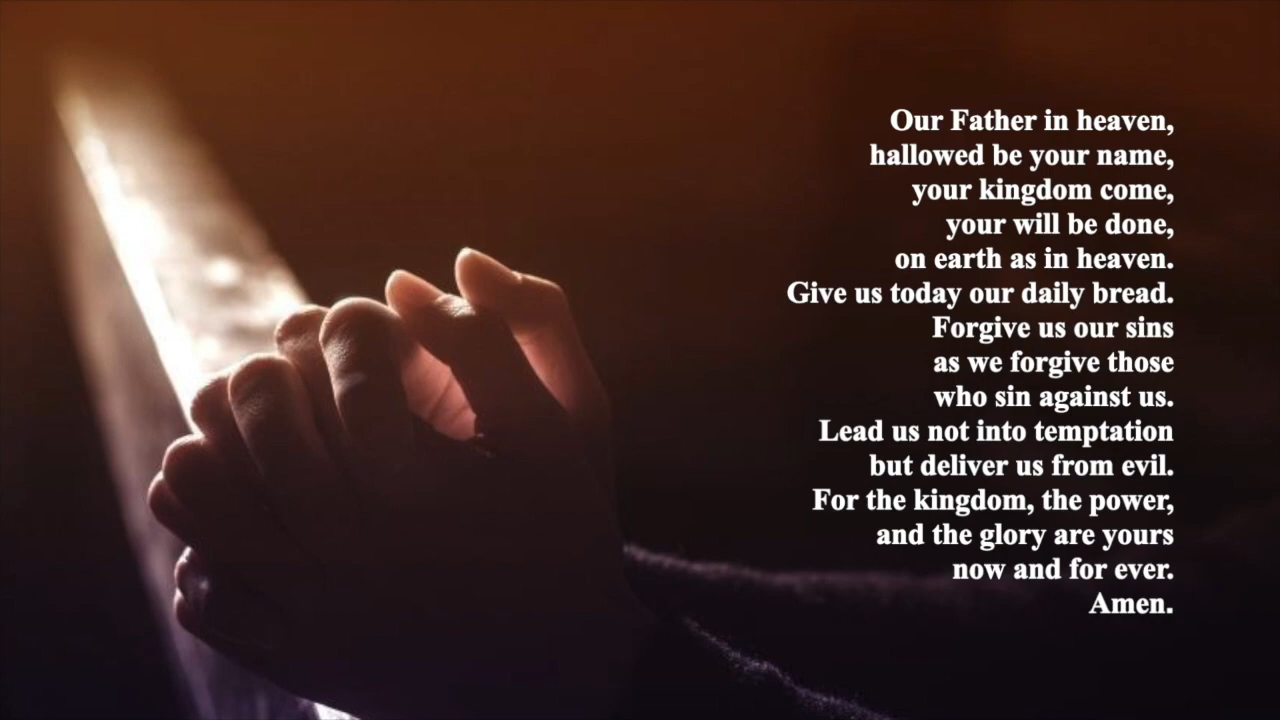 Our Father in heaven,
hallowed be your name,
your kingdom come,
your will be done,
on earth as in heaven.
Give us today our daily bread.
Forgive us our sins
as we forgive those
who sin against us.
Lead us not into temptation
but deliver us from evil.
For the kingdom, the power,
and the glory are yours
now and for ever.
Amen.